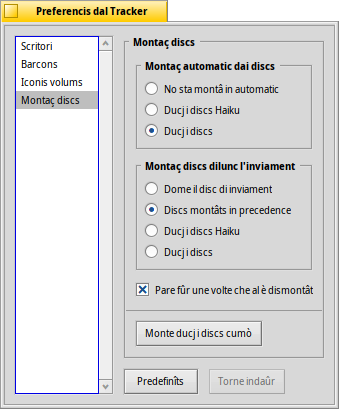 Preferencis dal Tracker
Scritori
Barcons
Iconis volums
Montaç discs
Montaç discs
Montaç automatic dai discs
No sta montâ in automatic
Ducj i discs Haiku
Ducj i discs
Montaç discs dilunc l'inviament
Dome il disc di inviament
Discs montâts in precedence
Ducj i discs Haiku
Ducj i discs
Pare fûr une volte che al è dismontât
Monte ducj i discs cumò
Predefinîts
Torne indaûr